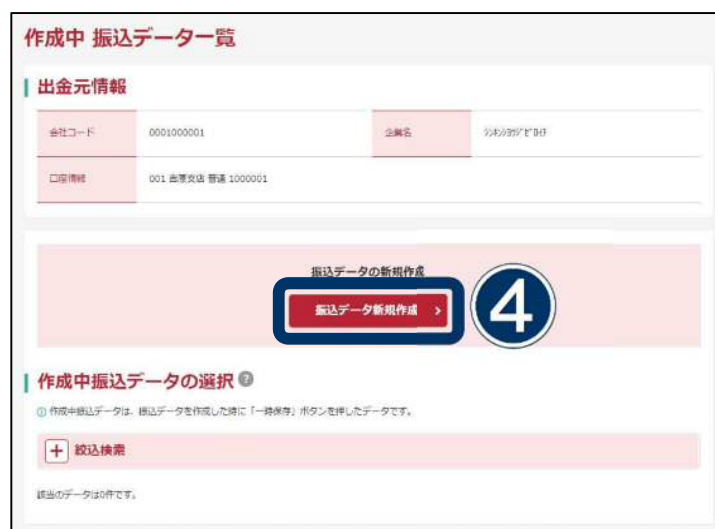 作成中 振込データ一覧
出金元情報
会社コード 0001000001 企業名
口座情報 001 吉原支店 普通 1000001
振込データの新規作成
振込データ新規作成 >
4
作成中振込データの選択 ?
作成中振込データは、振込データを作成した時に「一時保存」ボタンを押したデータです。
+ 絞込検索
該当のデータは0件です。